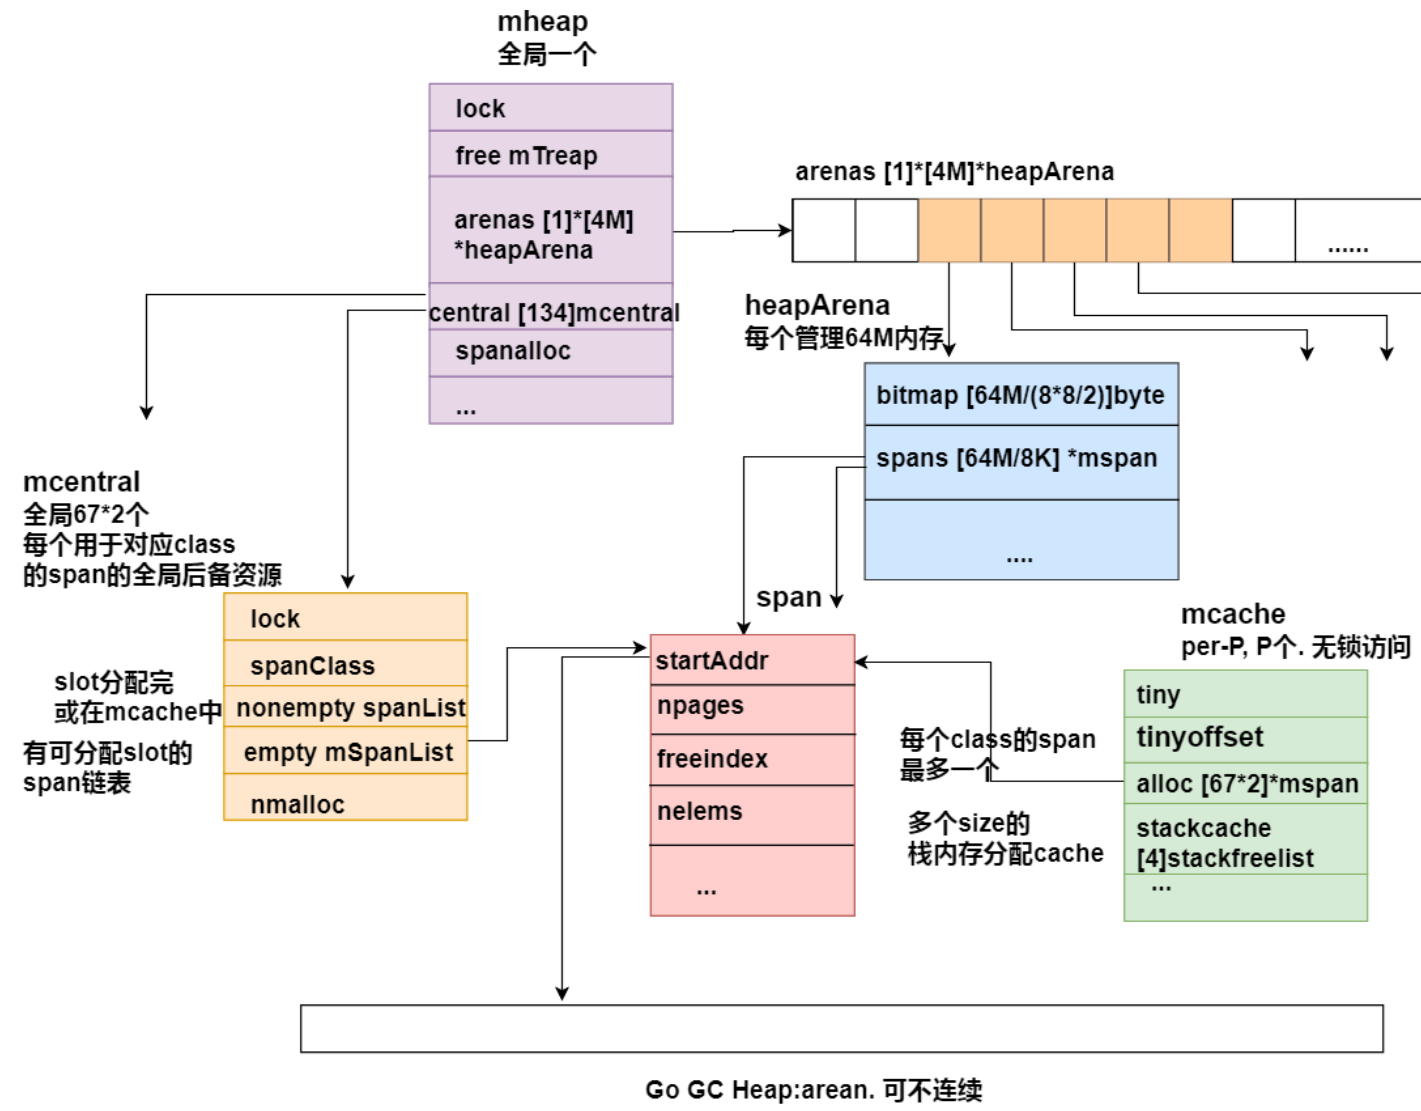 mheap
全局一个
lock
free mTreap
arenas [1]*[4M]
*heapArena
central [134]mcentral
spanalloc
...
arenas [1]*[4M]*heapArena
......
heapArena
每个管理64M内存
bitmap [64M/(8*8/2)]byte
spans [64M/8K] *mspan
....
mcentral
全局67*2个
每个用于对应class
的span的全局后备资源
lock
spanClass
nonempty spanList
empty mSpanList
nmalloc
slot分配完
或在mcache中
有可分配slot的
span链表
span
startAddr
npages
freeindex
nelems
...
mcache
per-P, P个. 无锁访问
tiny
tinyoffset
alloc [67*2]*mspan
stackcache
[4]stackfreelist
...
每个class的span
最多一个
多个size的
栈内存分配cache
Go GC Heap:arean. 可不连续